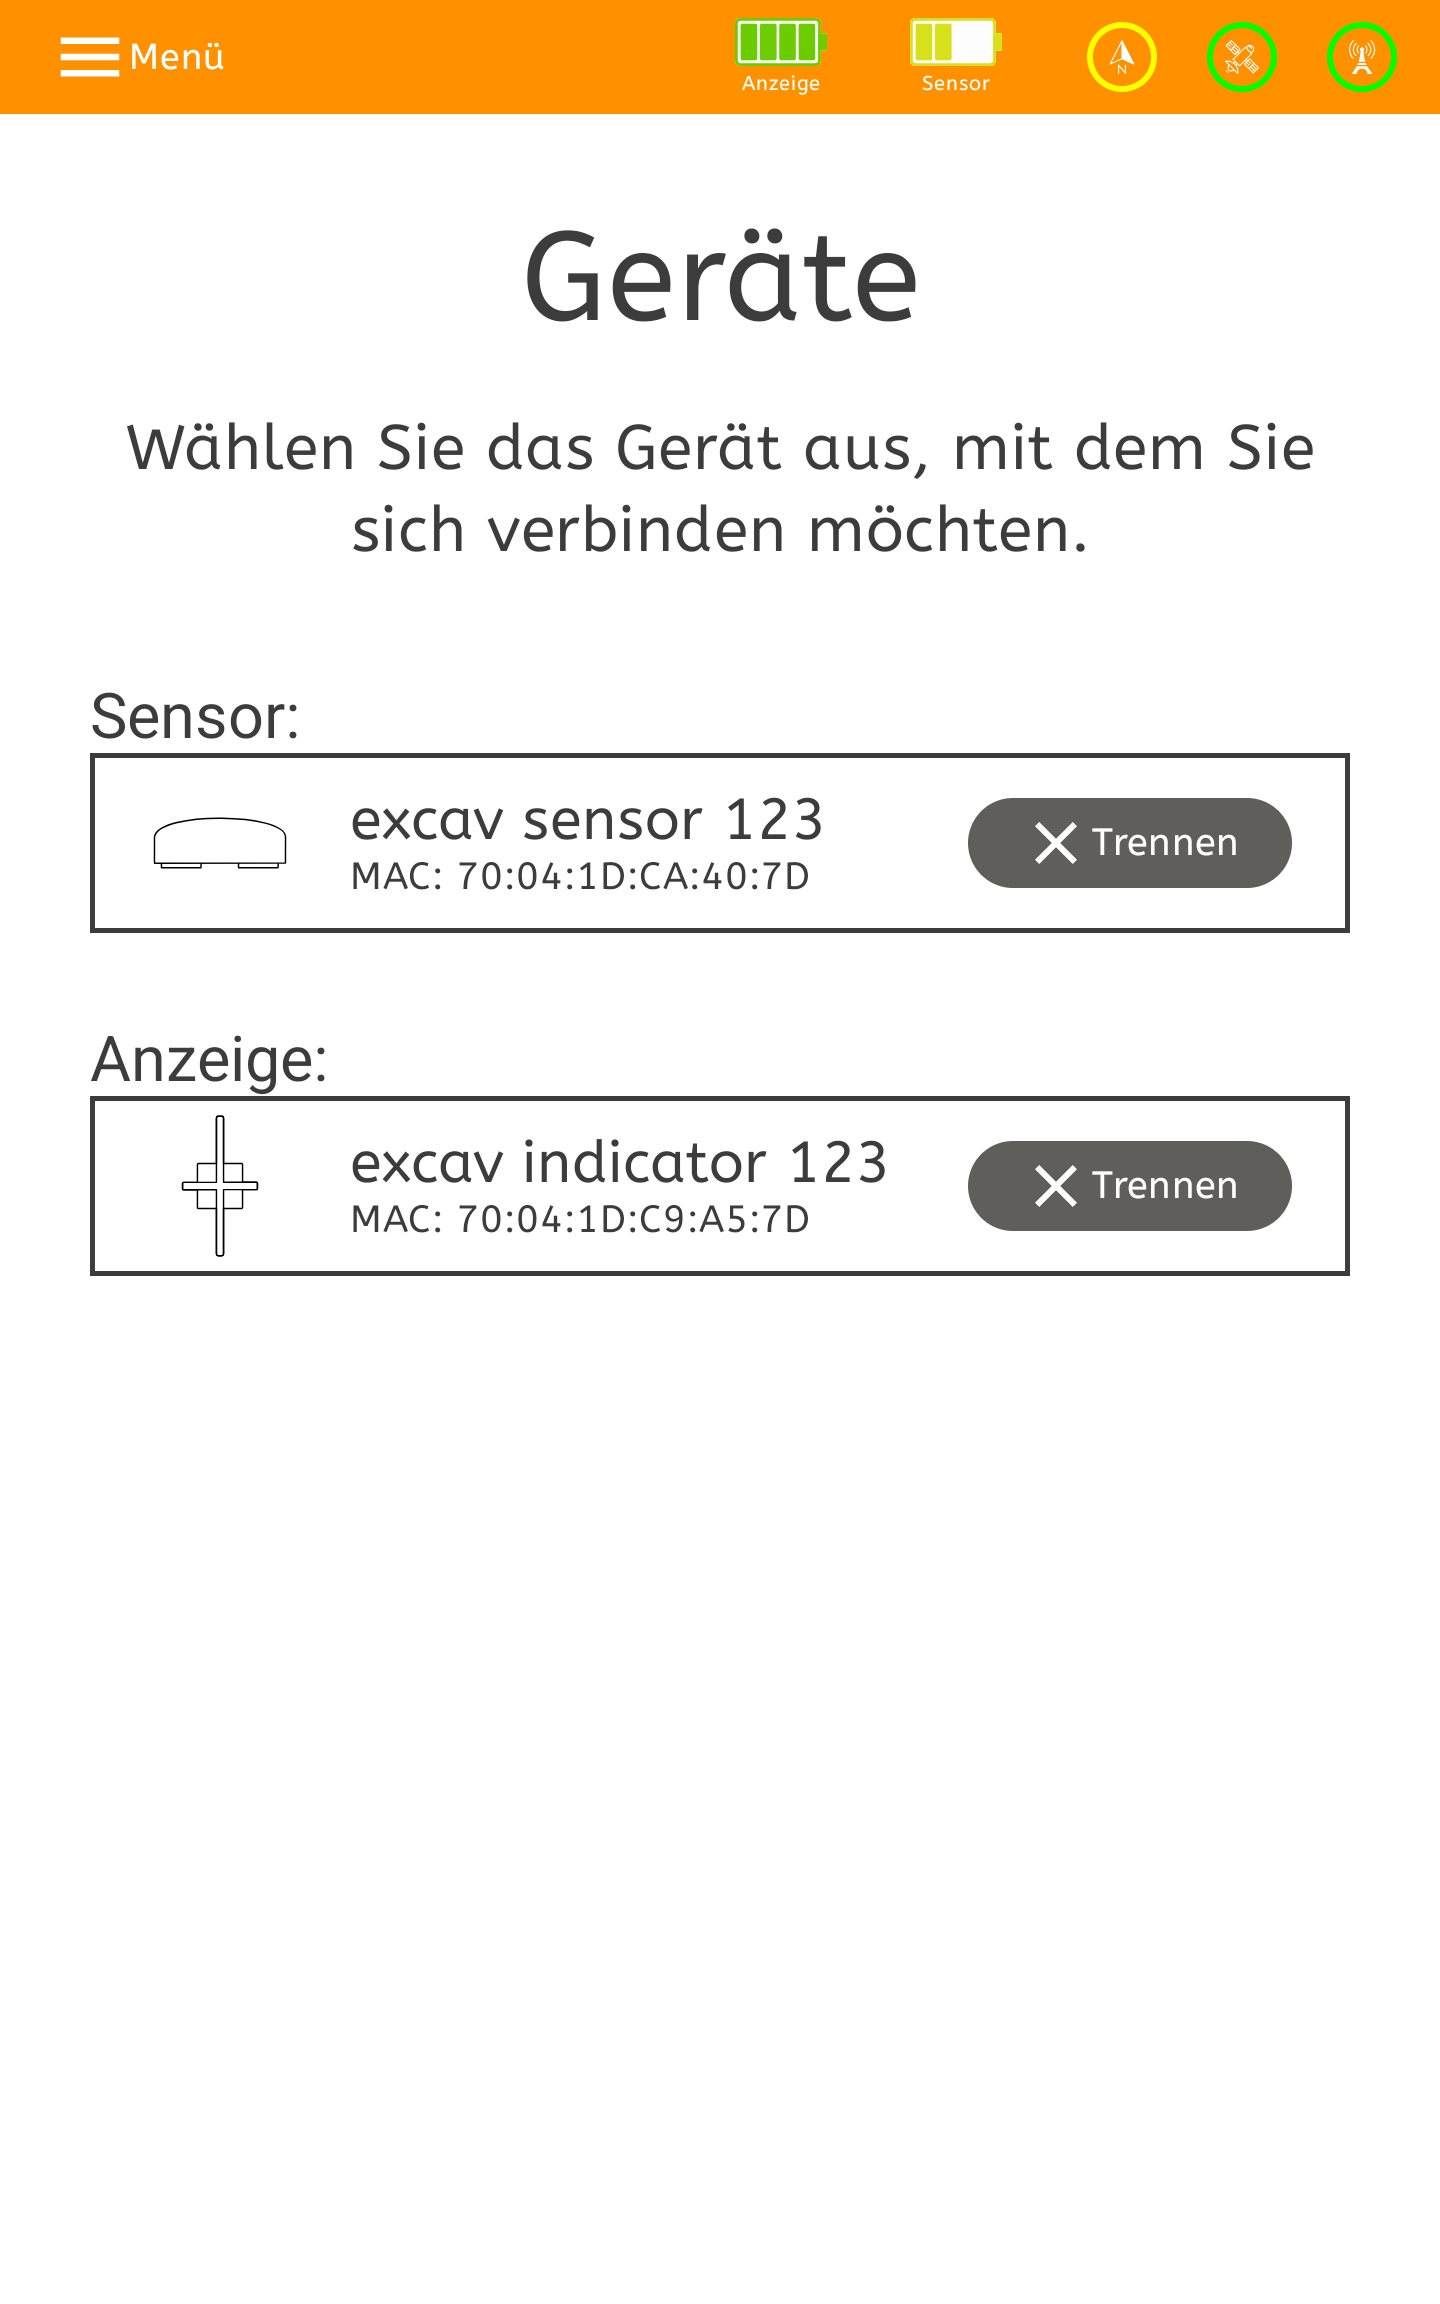 Menü
Anzeige
Sensor
N
Geräte
Wählen Sie das Gerät aus, mit dem Sie
sich verbinden möchten.
Sensor:
excav sensor 123
MAC: 70:04:1D:CA:40:7D
Trennen
Anzeige:
excav indicator 123
MAC: 70:04:1D:C9:A5:7D
Trennen